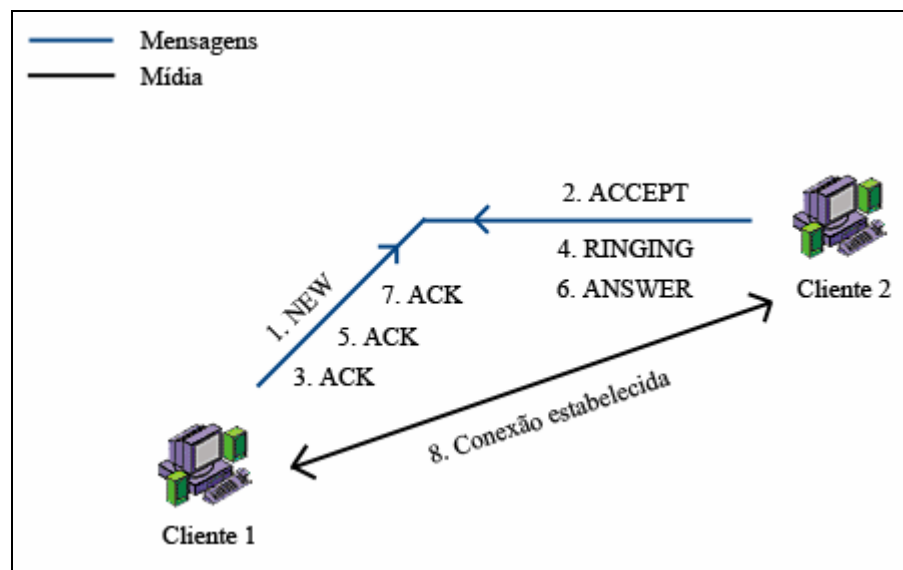 Mensagens
Mídia
2. ACCEPT
4. RINGING
6. ANSWER
Cliente 2
1. NEW
7. ACK
5. ACK
3. ACK
8. Conexão estabelecida
Cliente 1